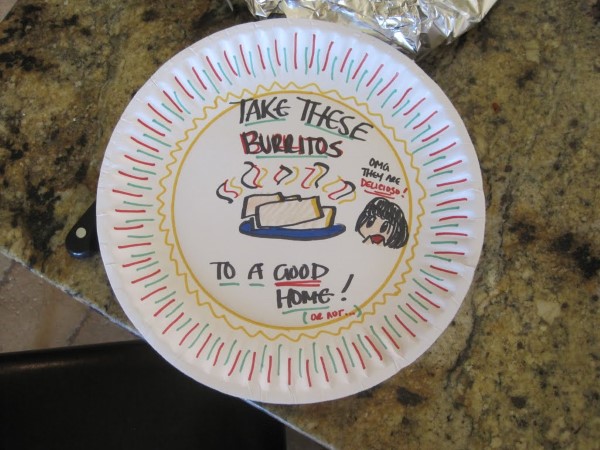 TAKE THESE
BURRITOS
OMG
THEY ARE
DELICIOSO!
TO A GOOD
HOME!
(OR NOT...)